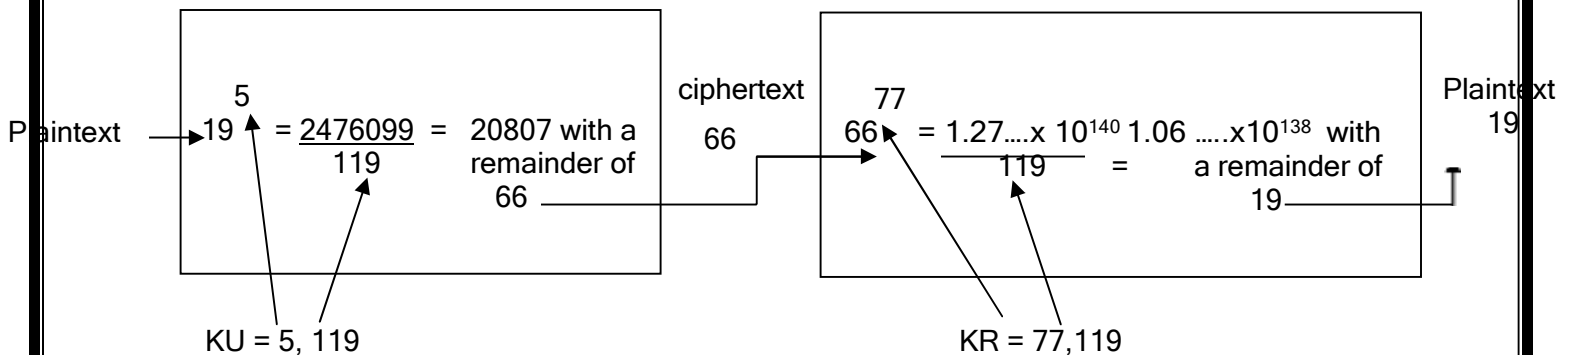 5
Plaintext 19 = 2476099 = 20807 with a
119 remainder of
66
KU = 5, 119
ciphertext
66
77
66 = 1.27....x 10¹⁴⁰ 1.06 .....x10¹³⁸ with
119 = a remainder of
19
KR = 77,119
Plaintext
19